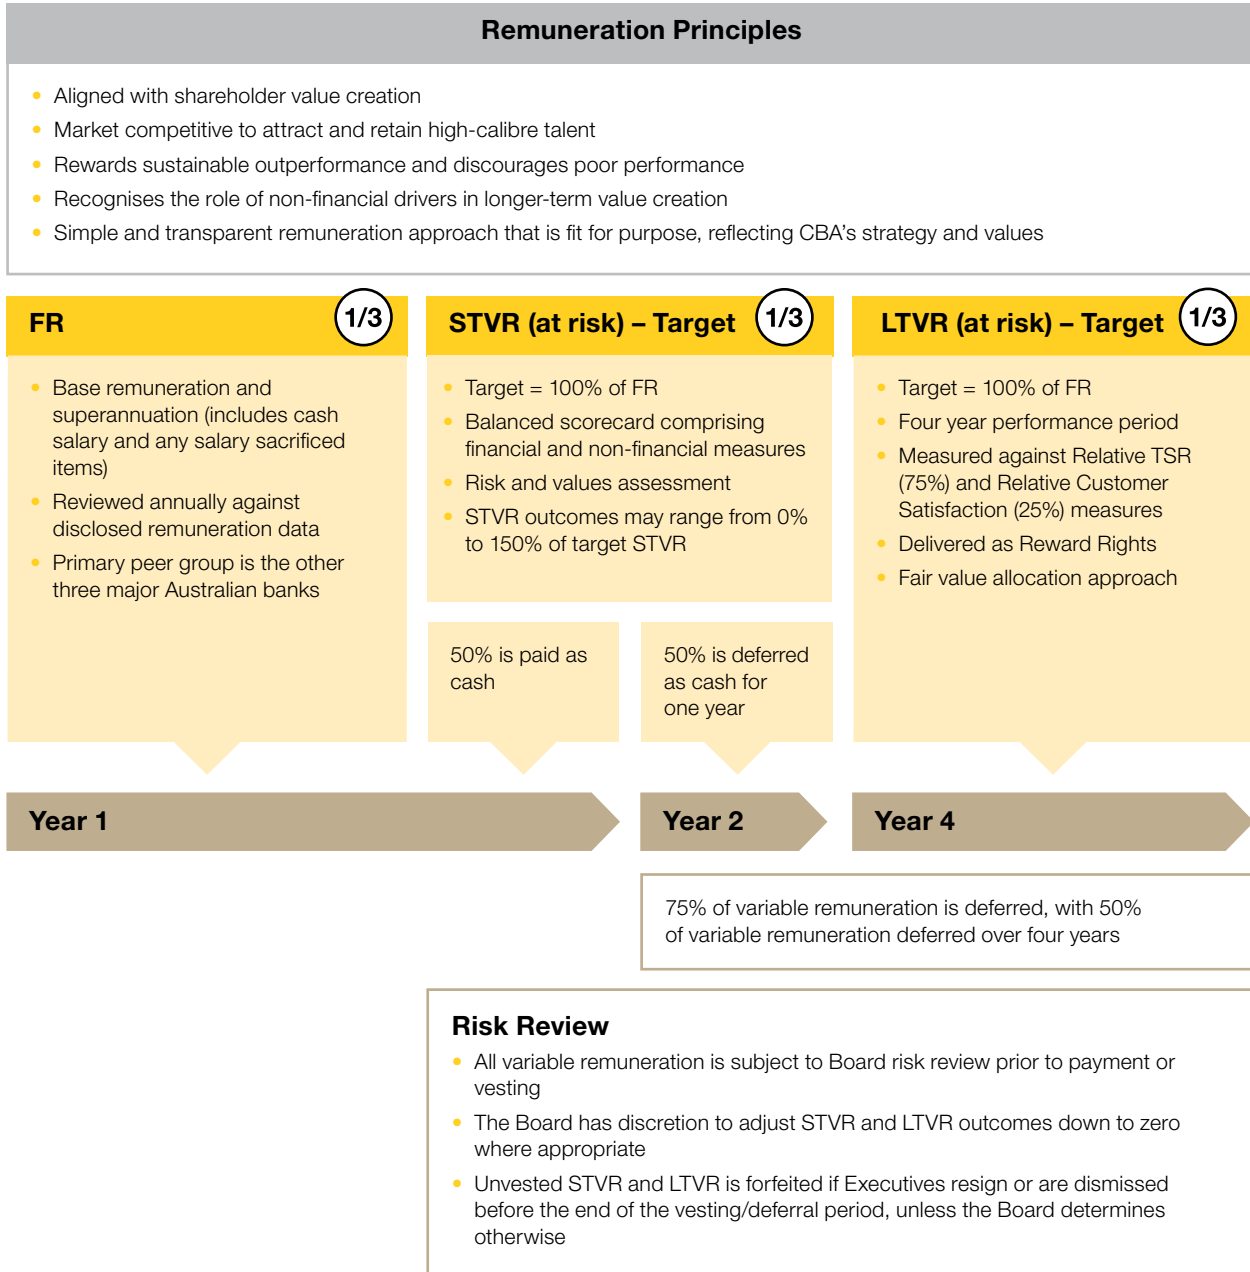 Remuneration Principles
• Aligned with shareholder value creation
• Market competitive to attract and retain high-calibre talent
• Rewards sustainable outperformance and discourages poor performance
• Recognises the role of non-financial drivers in longer-term value creation
• Simple and transparent remuneration approach that is fit for purpose, reflecting CBA's strategy and values
FR
1/3
• Base remuneration and
superannuation (includes cash
salary and any salary sacrificed
items)
• Reviewed annually against
disclosed remuneration data
• Primary peer group is the other
three major Australian banks
STVR (at risk) – Target
1/3
• Target = 100% of FR
• Balanced scorecard comprising
financial and non-financial measures
• Risk and values assessment
• STVR outcomes may range from 0%
to 150% of target STVR
50% is paid as
cash
50% is deferred
as cash for
one year
LTVR (at risk) – Target
1/3
• Target = 100% of FR
• Four year performance period
• Measured against Relative TSR
(75%) and Relative Customer
Satisfaction (25%) measures
• Delivered as Reward Rights
• Fair value allocation approach
Year 1
Year 2
Year 4
75% of variable remuneration is deferred, with 50%
of variable remuneration deferred over four years
Risk Review
• All variable remuneration is subject to Board risk review prior to payment or
vesting
• The Board has discretion to adjust STVR and LTVR outcomes down to zero
where appropriate
• Unvested STVR and LTVR is forfeited if Executives resign or are dismissed
before the end of the vesting/deferral period, unless the Board determines
otherwise